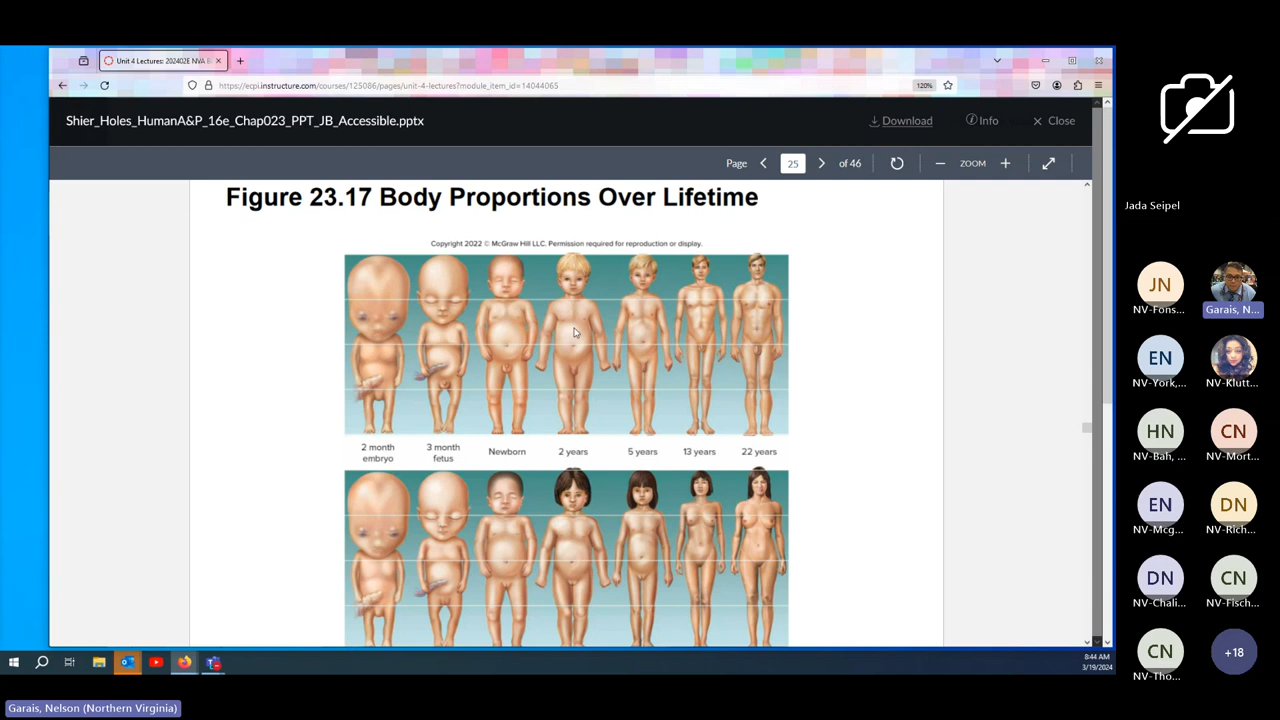 Unit 4 Lectures: 202402E NVA B
https://ecpi.instructure.com/courses/125086/pages/unit-4-lectures?module_item_id=14044065
120%
Shier_Holes_HumanA&P_16e_Chap023_PPT_JB_Accessible.pptx
Download
Info
Close
Page
25
of 46
ZOOM
Figure 23.17 Body Proportions Over Lifetime
Copyright 2022 © McGraw Hill LLC. Permission required for reproduction or display.
2 month
embryo
3 month
fetus
Newborn
2 years
5 years
13 years
22 years
Jada Seipel
JN
NV-Fons...
Garais, N...
EN
NV-York,...
NV-Klutt...
HN
NV-Bah, ...
CN
NV-Mort...
EN
NV-Mcg...
DN
NV-Rich...
DN
NV-Chali...
CN
NV-Fisch...
CN
NV-Tho...
+18
8:44 AM
3/19/2024
Garais, Nelson (Northern Virginia)